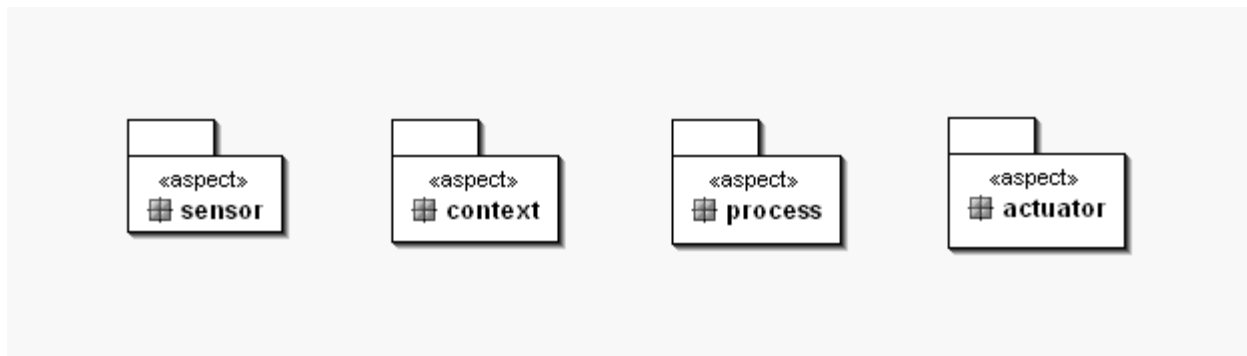 «aspect»
sensor
«aspect»
context
«aspect»
process
«aspect»
actuator